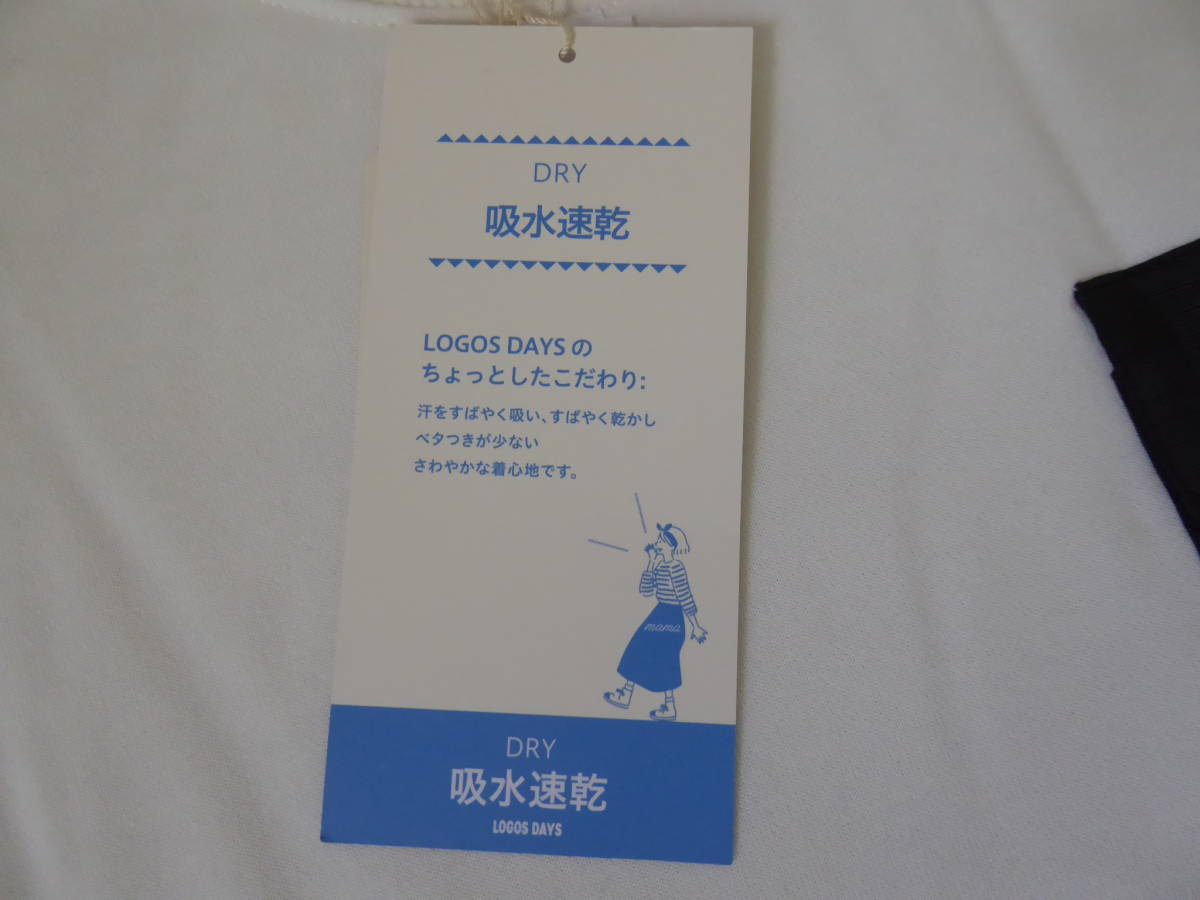 DRY
吸水速乾
LOGOS DAYS の
ちょっとしたこだわり:
汗をすばやく吸い、すばやく乾かし
ベタつきが少ない
さわやかな着心地です。
mama
DRY
吸水速乾
LOGOS DAYS